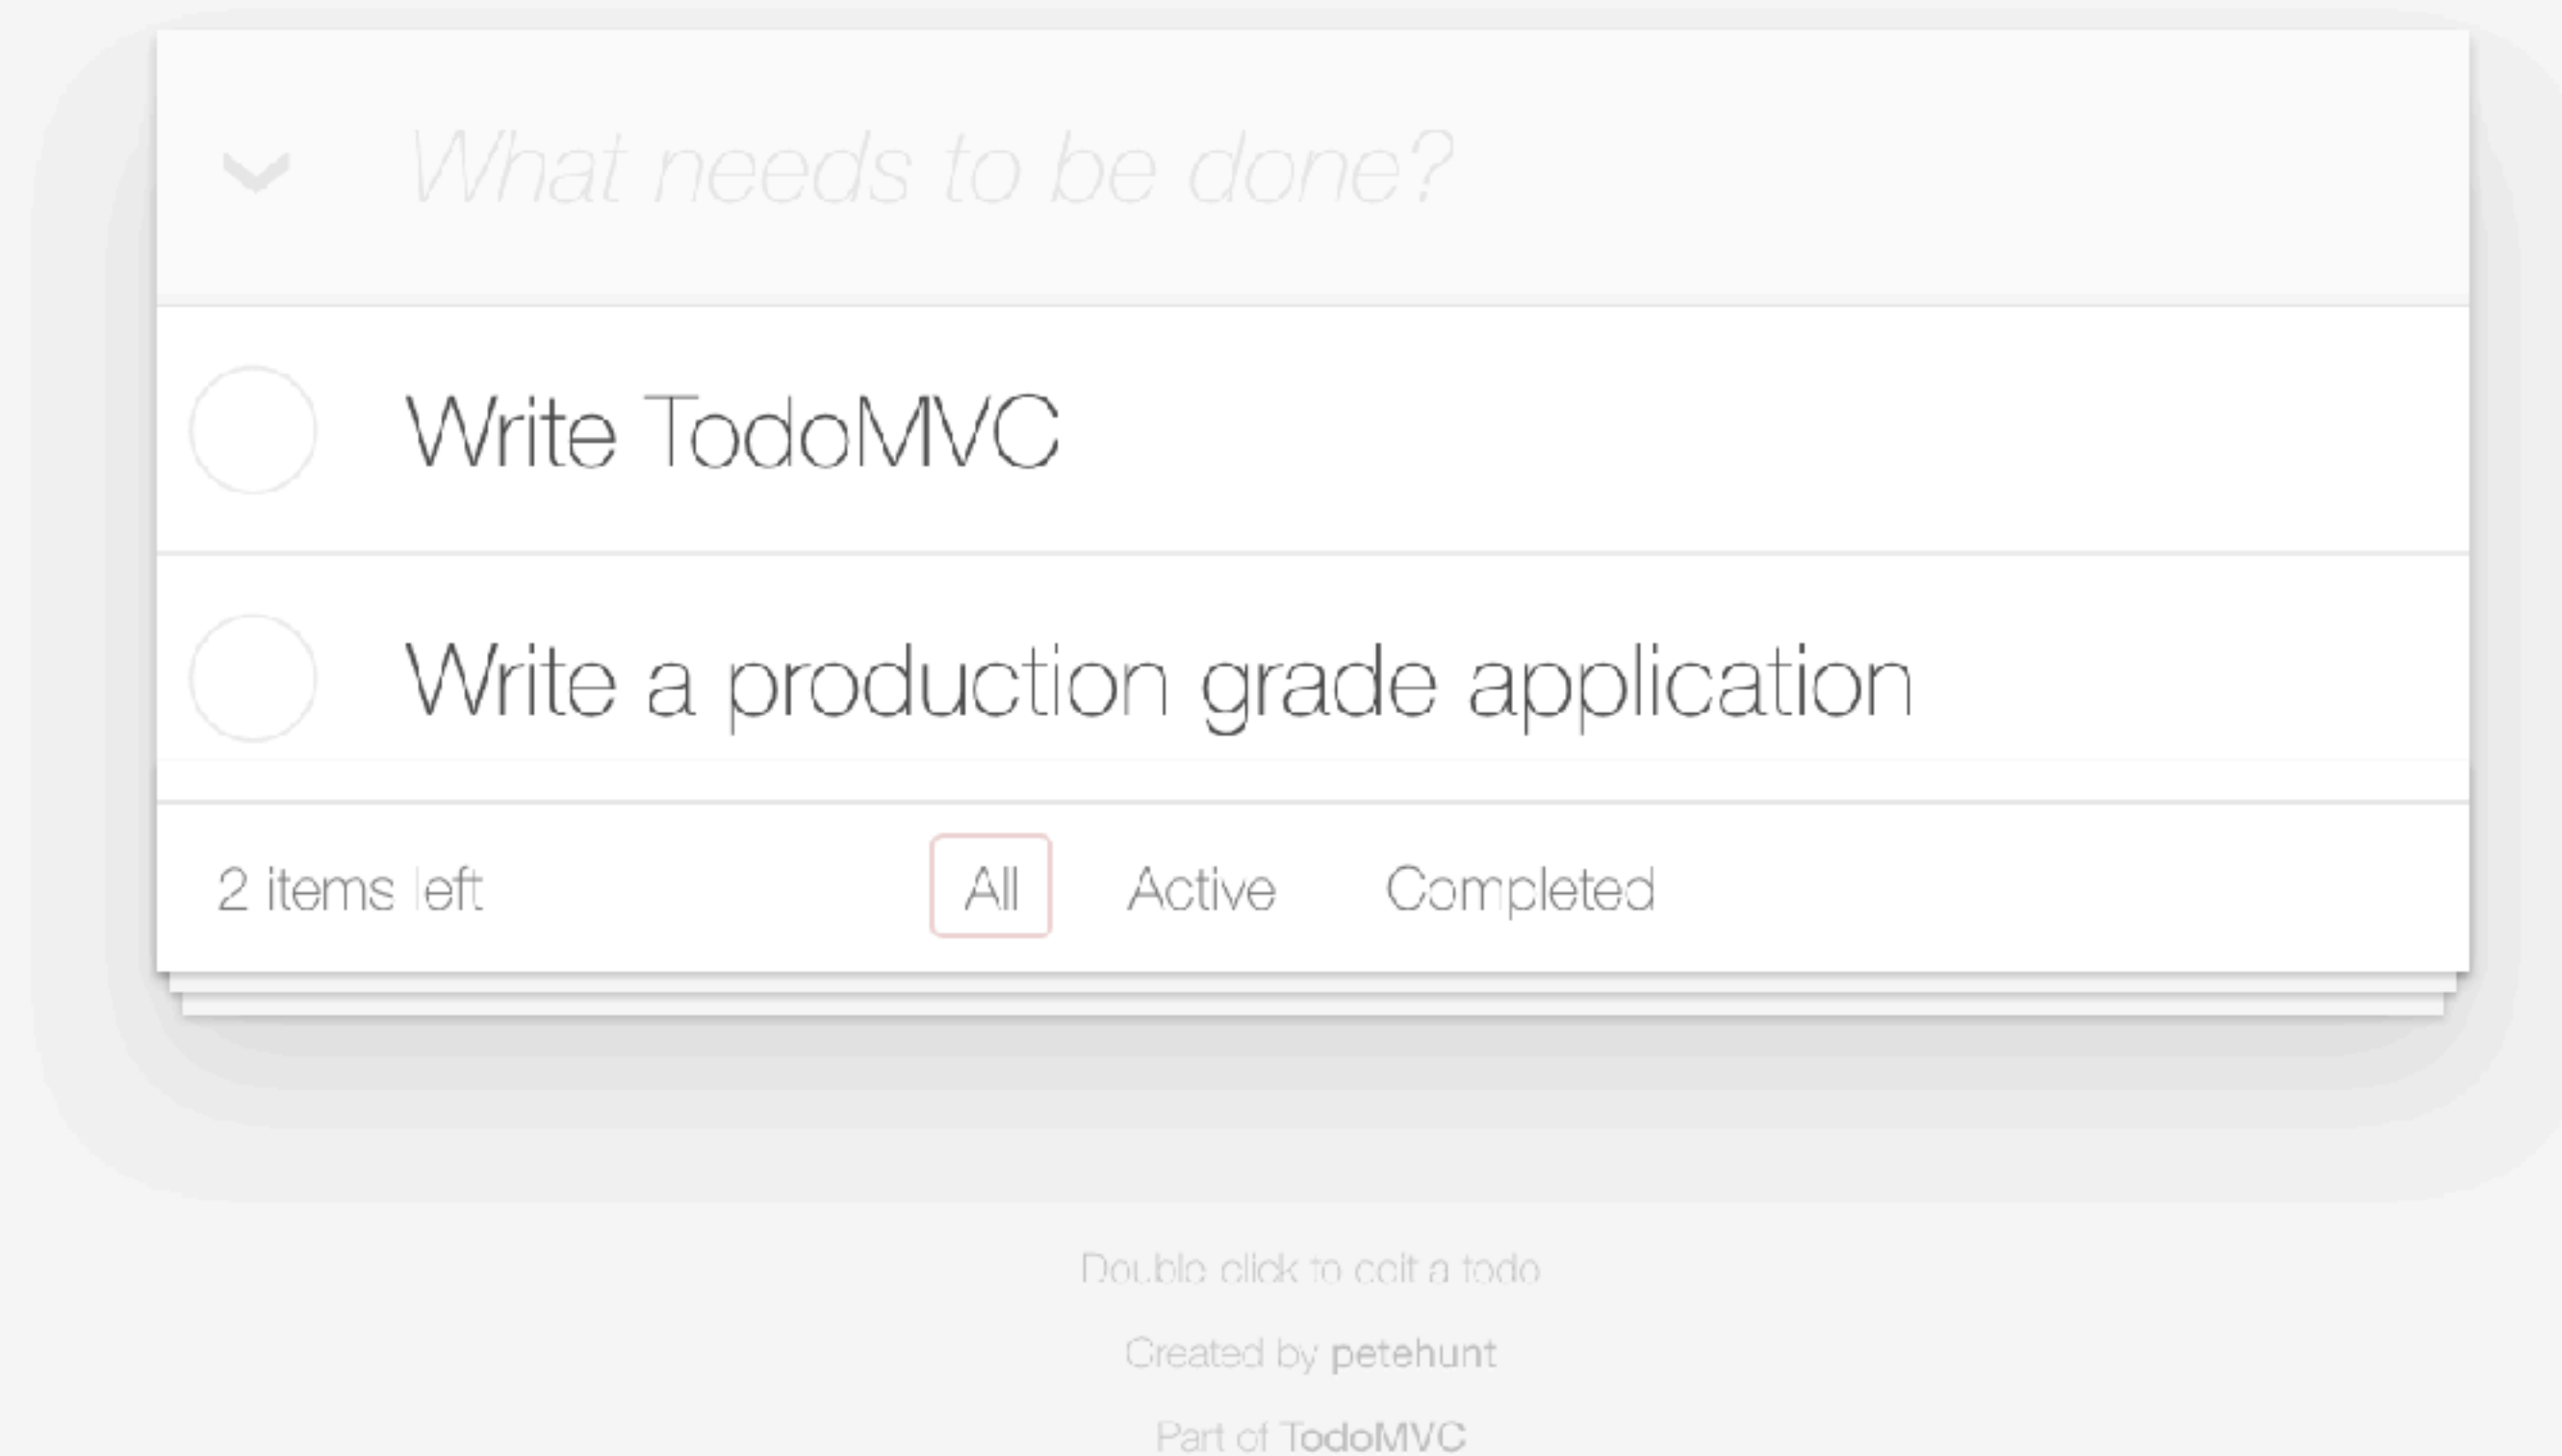 What needs to be done?
Write TodoMVC
Write a production grade application
2 items left All Active Completed
Double click to edit a todo
Created by petehunt
Part of TodoMVC